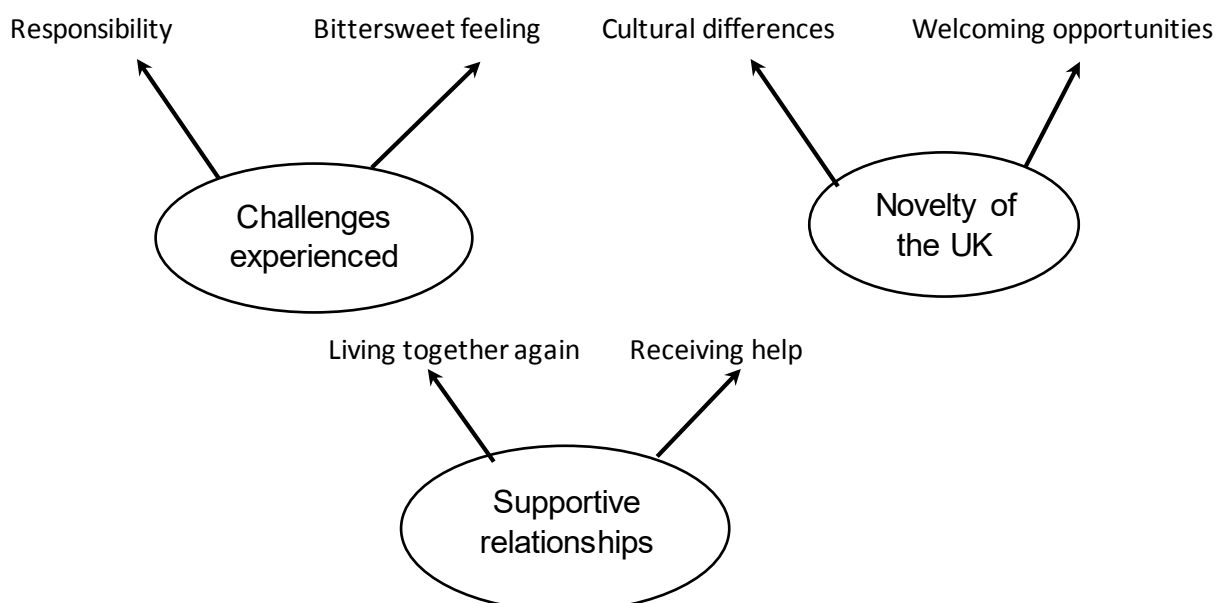 Responsibility
Bittersweet feeling
Cultural differences
Welcoming opportunities
Challenges
experienced
Novelty of
the UK
Living together again
Receiving help
Supportive
relationships